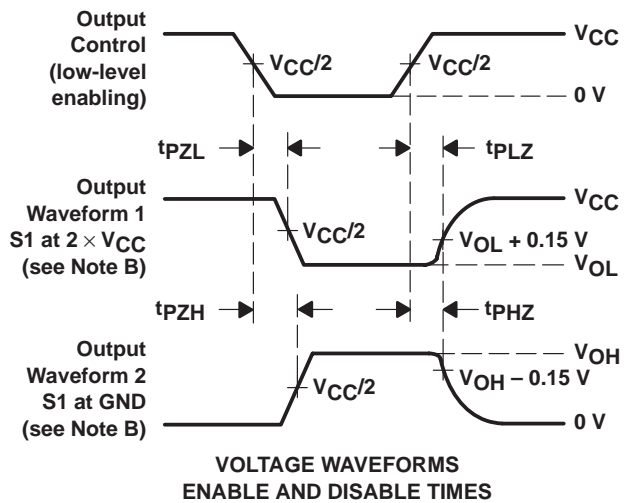 Output
Control
(low-level
enabling)
VCC
VCC/2
VCC/2
0 V
tPZL
tPLZ
Output
Waveform 1
S1 at 2 × VCC
(see Note B)
VCC
VCC/2
VOL + 0.15 V
VOL
tPZH
tPHZ
Output
Waveform 2
S1 at GND
(see Note B)
VOH
VCC/2
VOH − 0.15 V
0 V
VOLTAGE WAVEFORMS
ENABLE AND DISABLE TIMES